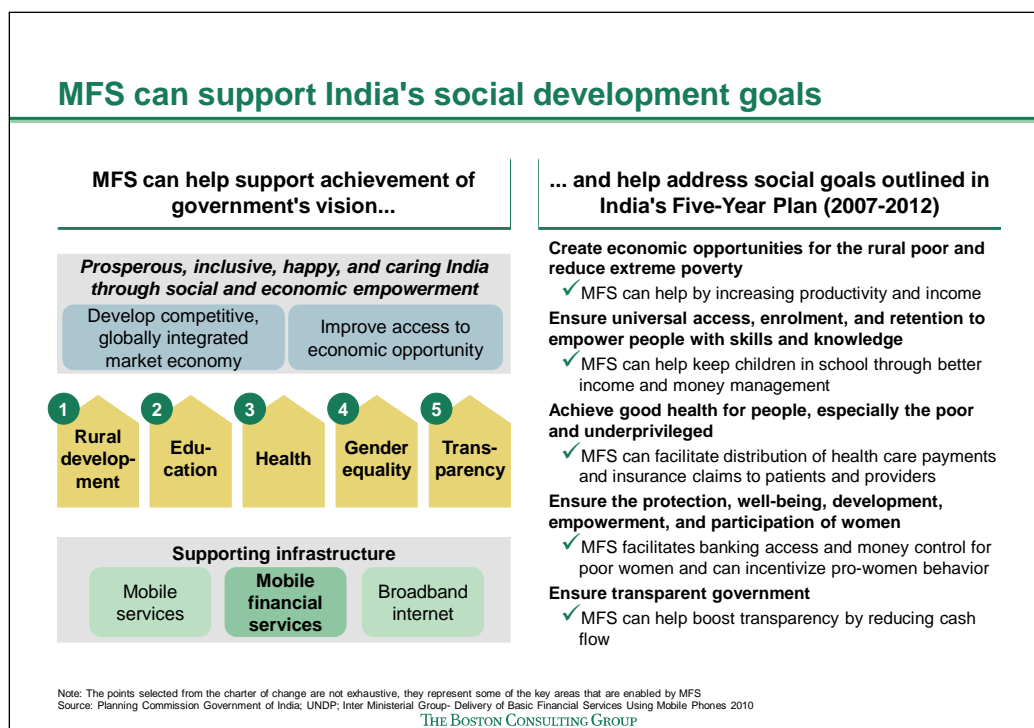 MFS can support India's social development goals
MFS can help support achievement of
government's vision...
Prosperous, inclusive, happy, and caring India
through social and economic empowerment
Develop competitive,
globally integrated
market economy
Improve access to
economic opportunity
1
Rural
develop-
ment
2
Edu-
cation
3
Health
4
Gender
equality
5
Trans-
parency
Supporting infrastructure
Mobile
services
Mobile
financial
services
Broadband
internet
... and help address social goals outlined in
India's Five-Year Plan (2007-2012)
Create economic opportunities for the rural poor and
reduce extreme poverty
✓MFS can help by increasing productivity and income
Ensure universal access, enrolment, and retention to
empower people with skills and knowledge
✓MFS can help keep children in school through better
income and money management
Achieve good health for people, especially the poor
and underprivileged
✓MFS can facilitate distribution of health care payments
and insurance claims to patients and providers
Ensure the protection, well-being, development,
empowerment, and participation of women
✓MFS facilitates banking access and money control for
poor women and can incentivize pro-women behavior
Ensure transparent government
✓MFS can help boost transparency by reducing cash
flow
Note: The points selected from the charter of change are not exhaustive, they represent some of the key areas that are enabled by MFS
Source: Planning Commission Government of India; UNDP; Inter Ministerial Group- Delivery of Basic Financial Services Using Mobile Phones 2010
THE BOSTON CONSULTING GROUP